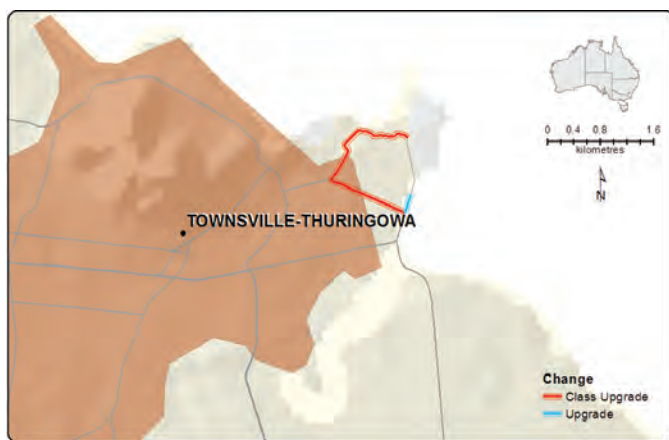 0 0.4 0.8 1.6
kilometres
N
TOWNSVILLE-THURINGOWA
Change
Class Upgrade
Upgrade